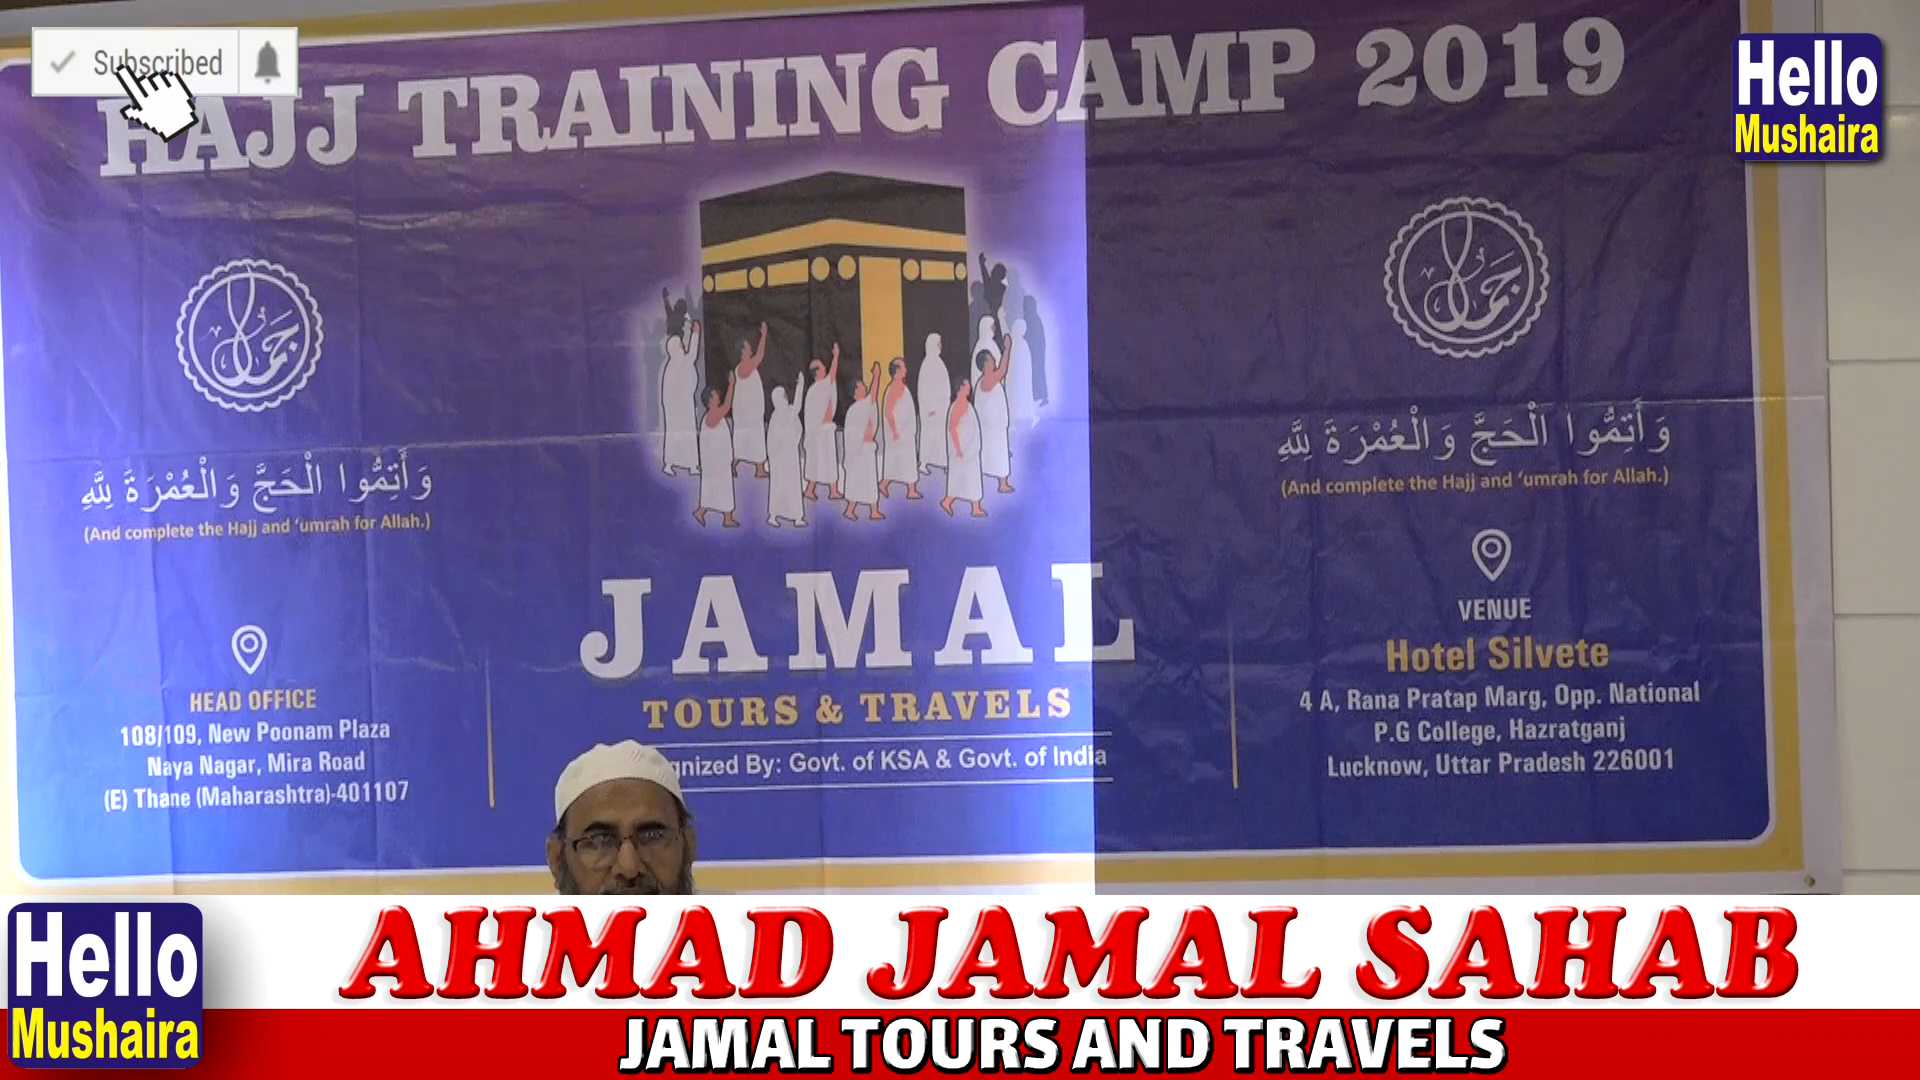 Subscribed
HAJJ TRAINING CAMP 2019
Hello
Mushaira
جمال
وَأَتِمُّوا الْحَجَّ وَالْعُمْرَةَ لِلَّهِ
(And complete the Hajj and ‘umrah for Allah.)
HEAD OFFICE
108/109, New Poonam Plaza
Naya Nagar, Mira Road
(E) Thane (Maharashtra)-401107
JAMAL
TOURS & TRAVELS
By: Govt. of KSA & Govt. of India
جمال
وَأَتِمُّوا الْحَجَّ وَالْعُمْرَةَ لِلَّهِ
(And complete the Hajj and ‘umrah for Allah.)
VENUE
Hotel Silvete
4 A, Rana Pratap Marg, Opp. National
P.G College, Hazratganj
Lucknow, Uttar Pradesh 226001
Hello
Mushaira
AHMAD JAMAL SAHAB
JAMAL TOURS AND TRAVELS